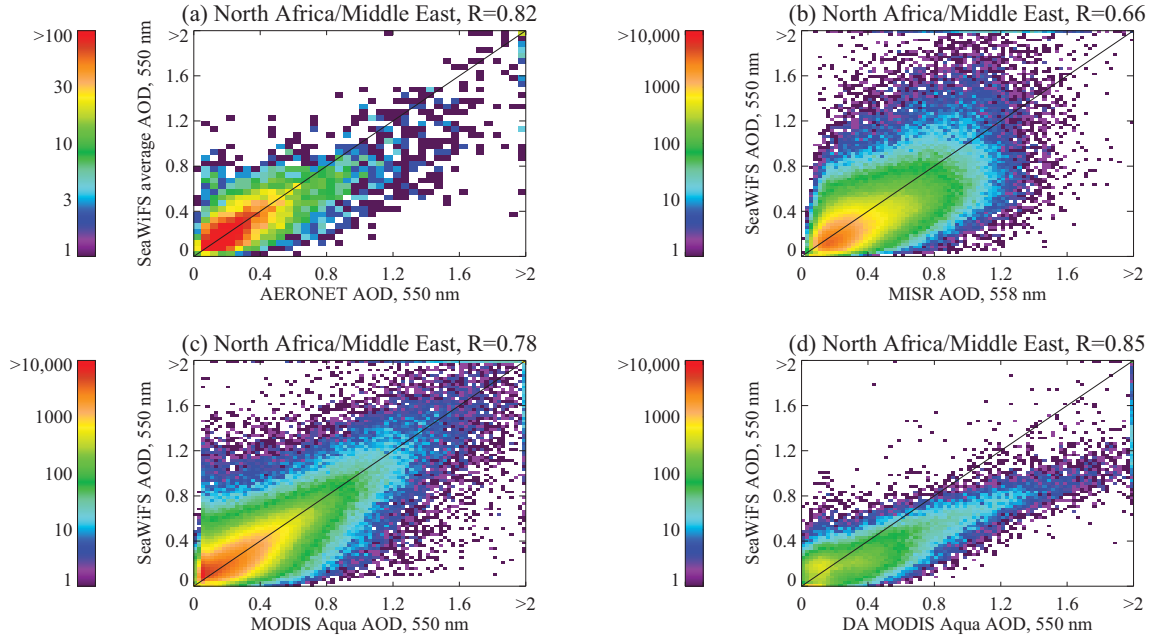 (a) North Africa/Middle East, R=0.82
>100
30
10
3
1
SeaWiFS average AOD, 550 nm
>2
1.6
1.2
0.8
0.4
0
0 0.4 0.8 1.2 1.6 >2
AERONET AOD, 550 nm
(b) North Africa/Middle East, R=0.66
>10,000
1000
100
10
1
SeaWiFS AOD, 550 nm
>2
1.6
1.2
0.8
0.4
0
0 0.4 0.8 1.2 1.6 >2
MISR AOD, 558 nm
(c) North Africa/Middle East, R=0.78
>10,000
1000
100
10
1
SeaWiFS AOD, 550 nm
>2
1.6
1.2
0.8
0.4
0
0 0.4 0.8 1.2 1.6 >2
MODIS Aqua AOD, 550 nm
(d) North Africa/Middle East, R=0.85
>10,000
1000
100
10
1
SeaWiFS AOD, 550 nm
>2
1.6
1.2
0.8
0.4
0
0 0.4 0.8 1.2 1.6 >2
DA MODIS Aqua AOD, 550 nm